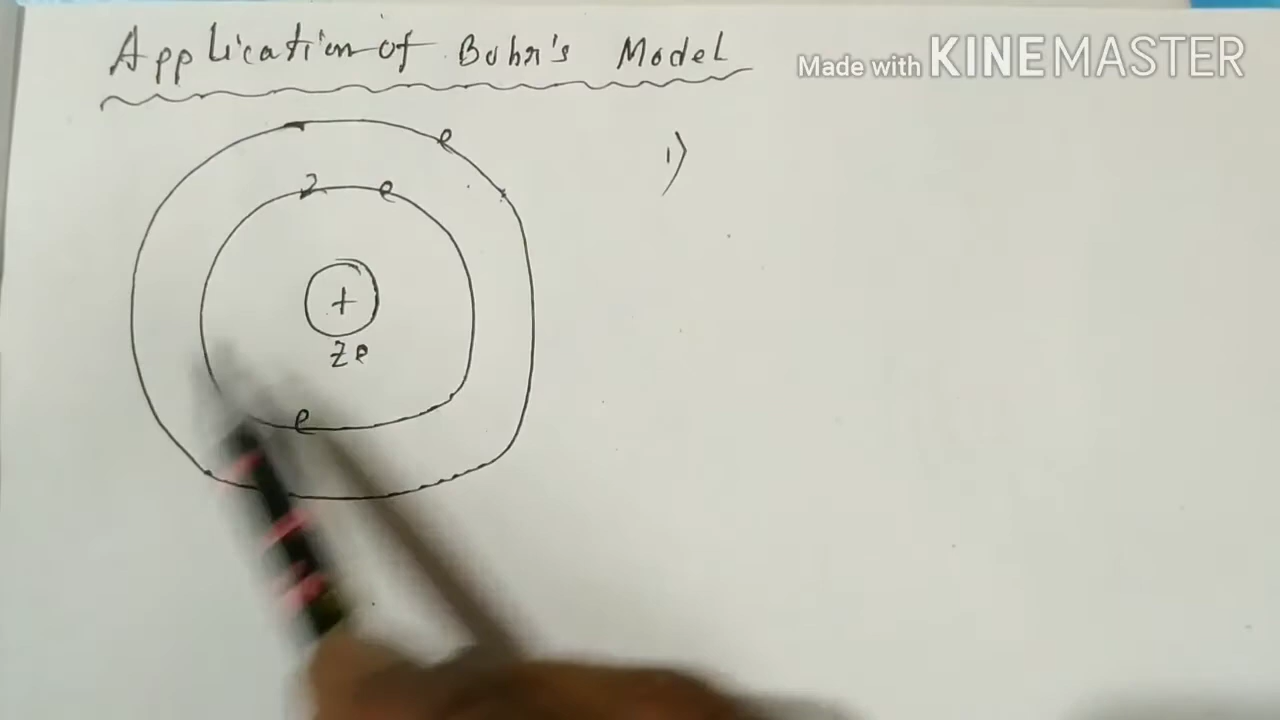 Application of Bohr's Model
Made with KINEMASTER
1)
e
2 e
+
Ze
e